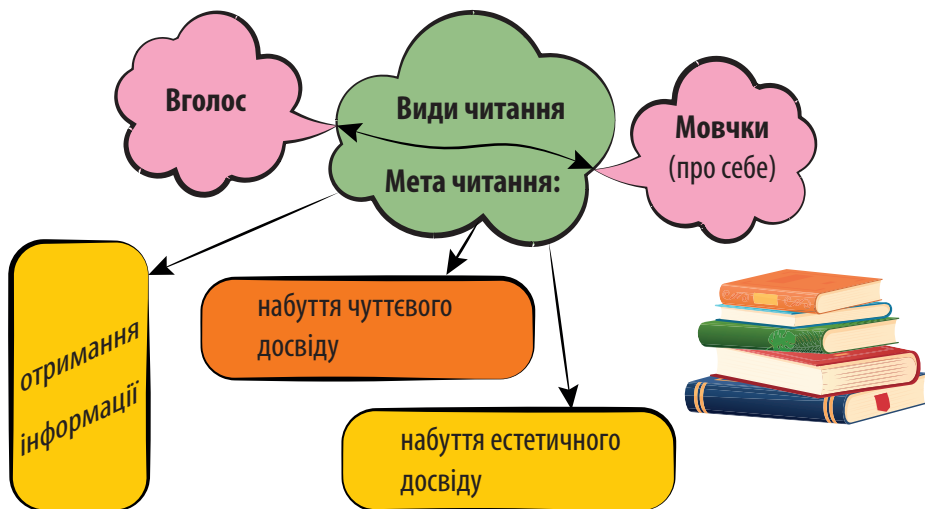 Вголос
Види читання
Мовчки
(про себе)
Мета читання:
отримання
інформації
набуття чуттєвого
досвіду
набуття естетичного
досвіду